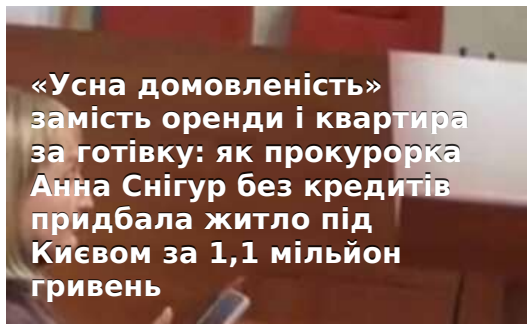 «Усна домовленість»
замість оренди і квартира
за готівку: як прокурорка
Анна Снігур без кредитів
придбала житло під
Києвом за 1,1 мільйон
гривень